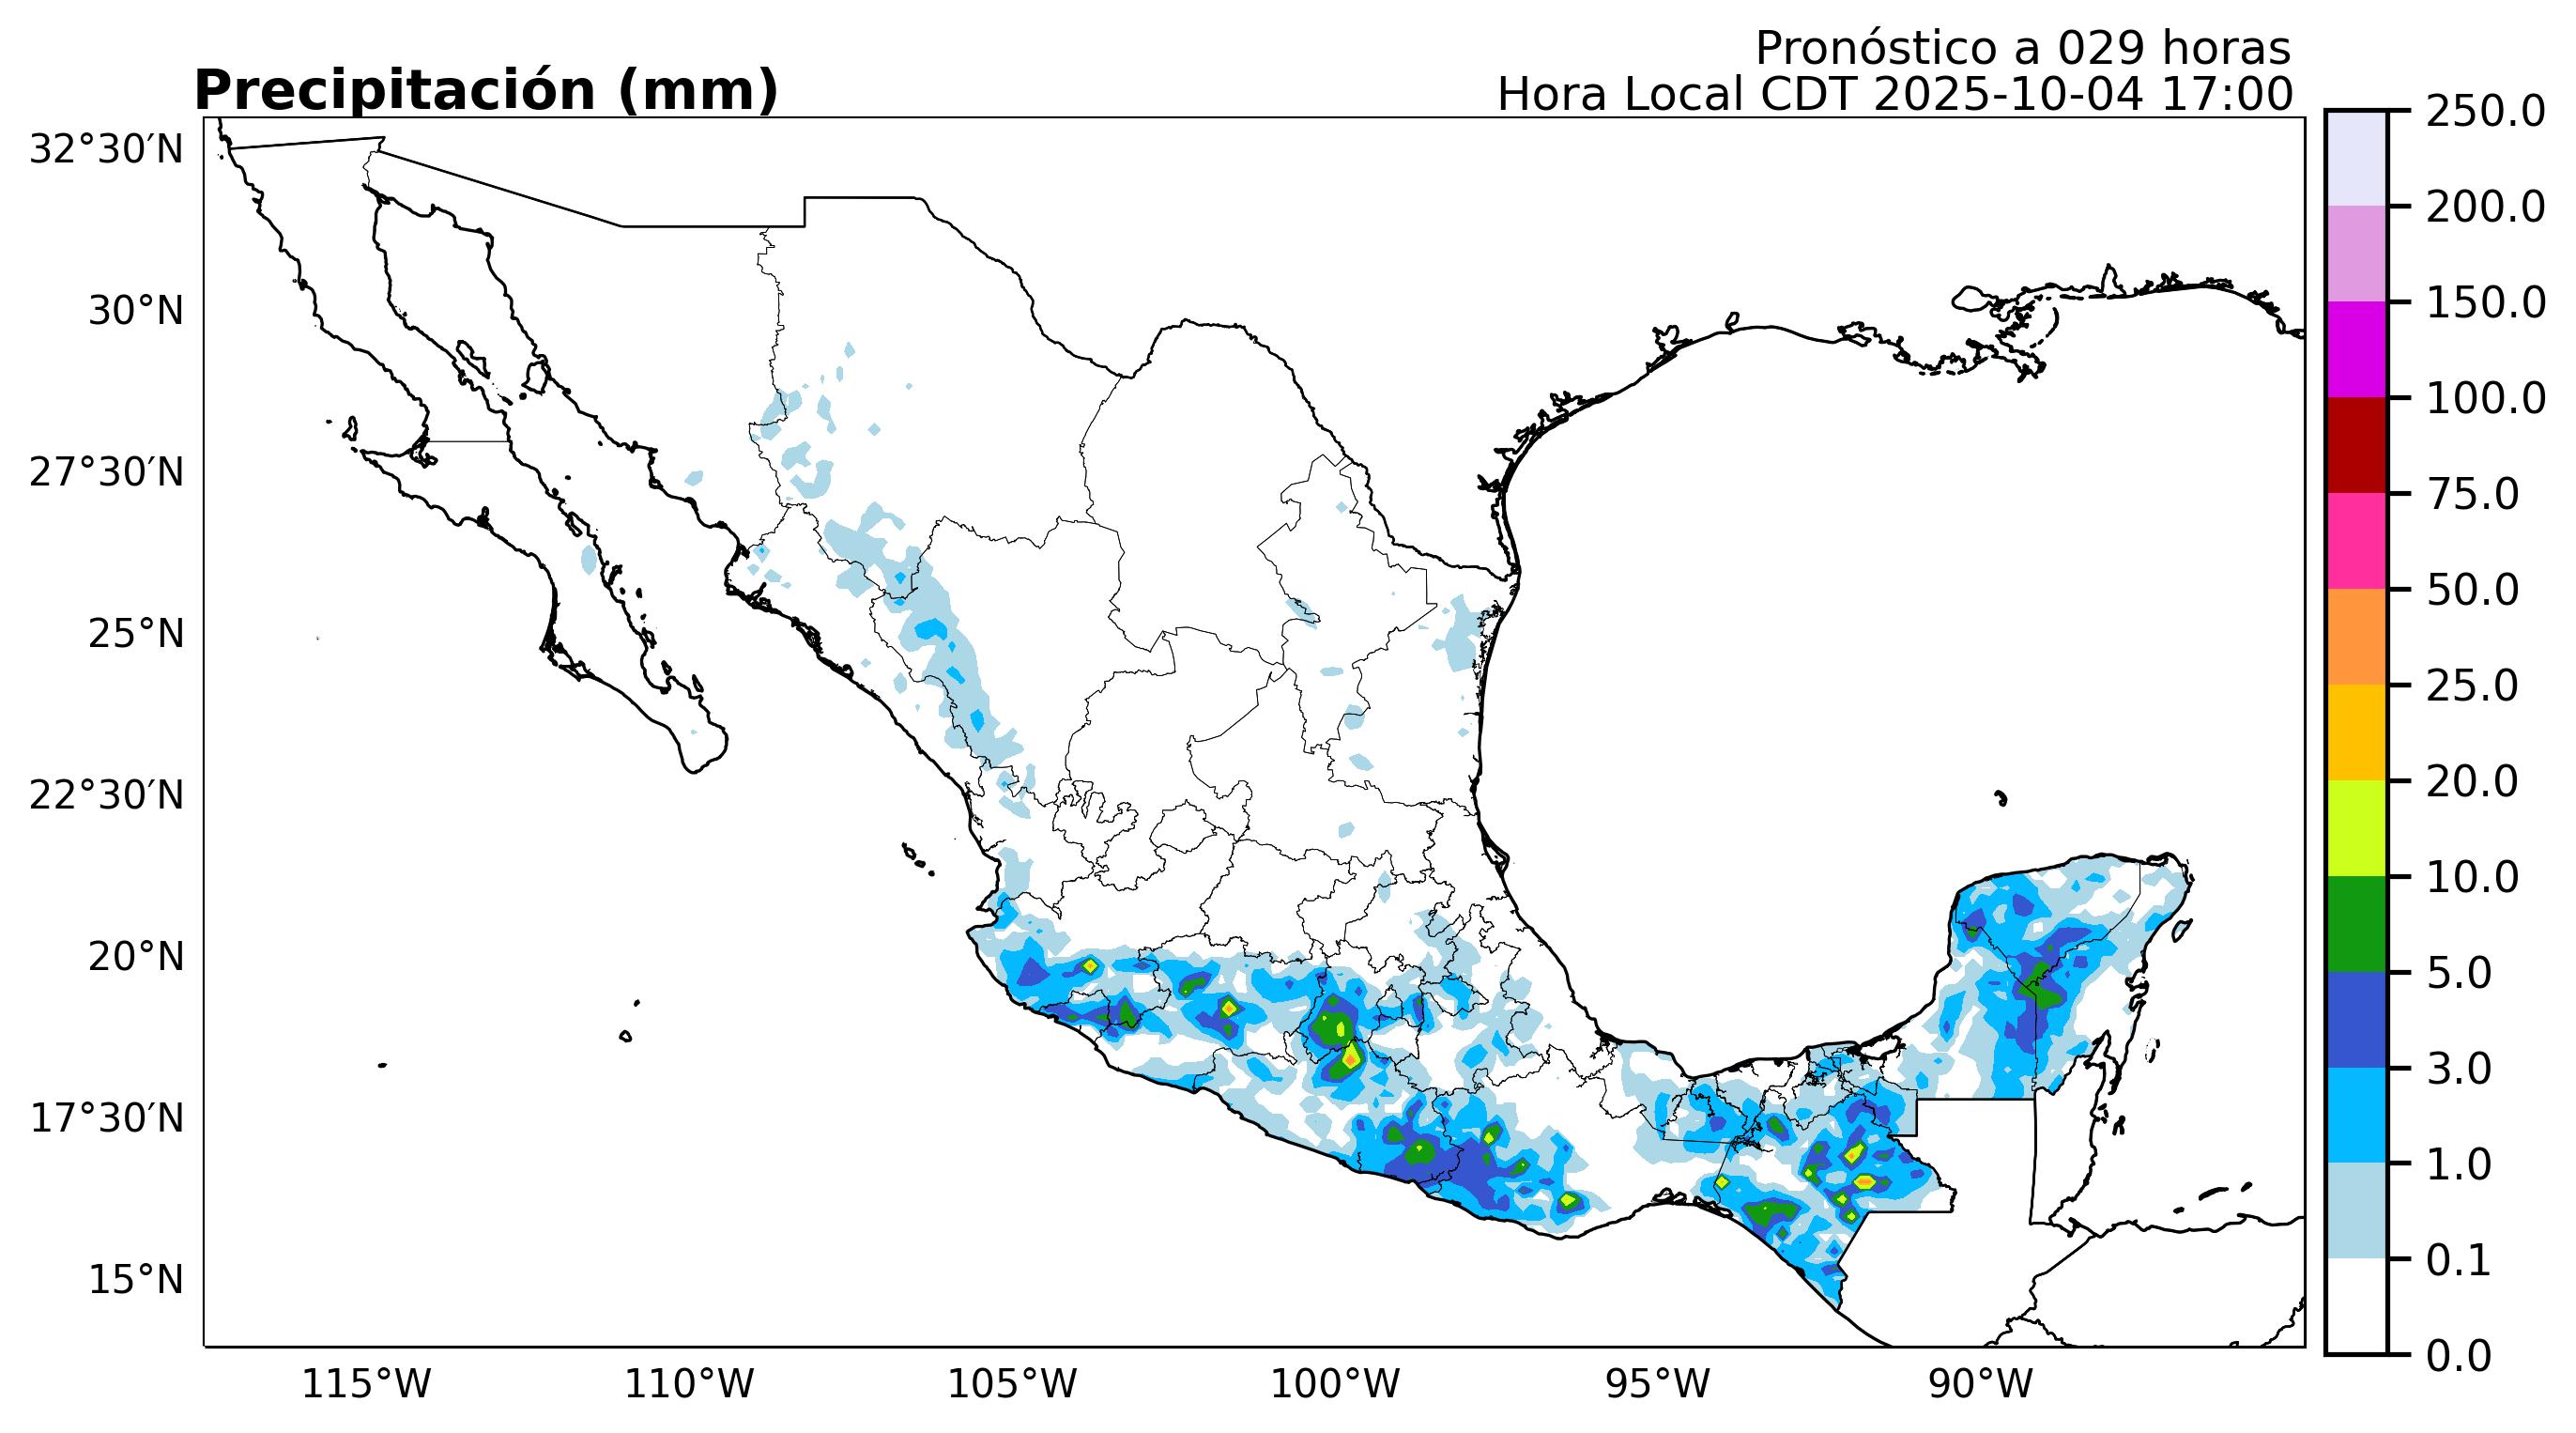 Pronóstico a 029 horas
Precipitación (mm)
Hora Local CDT 2025-10-04 17:00
32°30′N
30°N
27°30′N
25°N
22°30′N
20°N
17°30′N
15°N
115°W
110°W
105°W
100°W
95°W
90°W
250.0
200.0
150.0
100.0
75.0
50.0
25.0
20.0
10.0
5.0
3.0
1.0
0.1
0.0